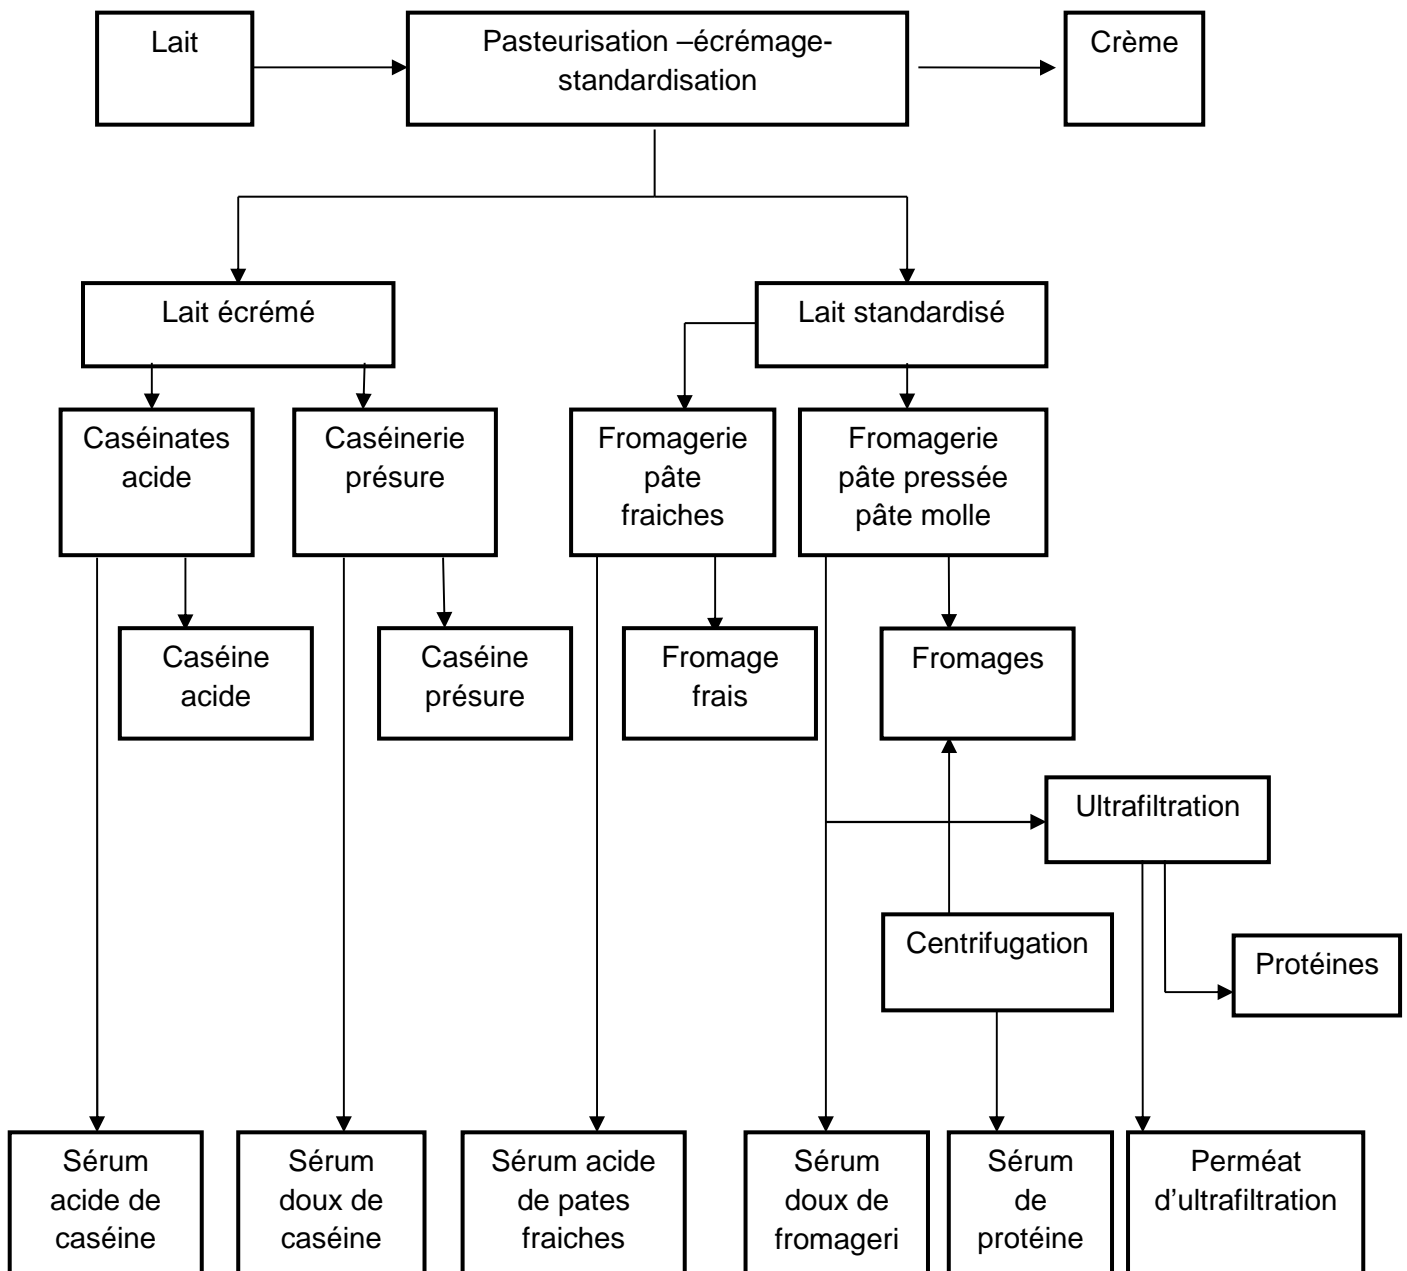 Lait
Pasteurisation –écrémage-
standardisation
Crème
Lait écrémé
Lait standardisé
Caséinates
acide
Caséinerie
présure
Fromagerie
pâte
fraiches
Fromagerie
pâte pressée
pâte molle
Caséine
acide
Caséine
présure
Fromage
frais
Fromages
Ultrafiltration
Centrifugation
Protéines
Sérum
acide de
caséine
Sérum
doux de
caséine
Sérum acide
de pates
fraiches
Sérum
doux de
fromageri
Sérum
de
protéine
Perméat
d’ultrafiltration